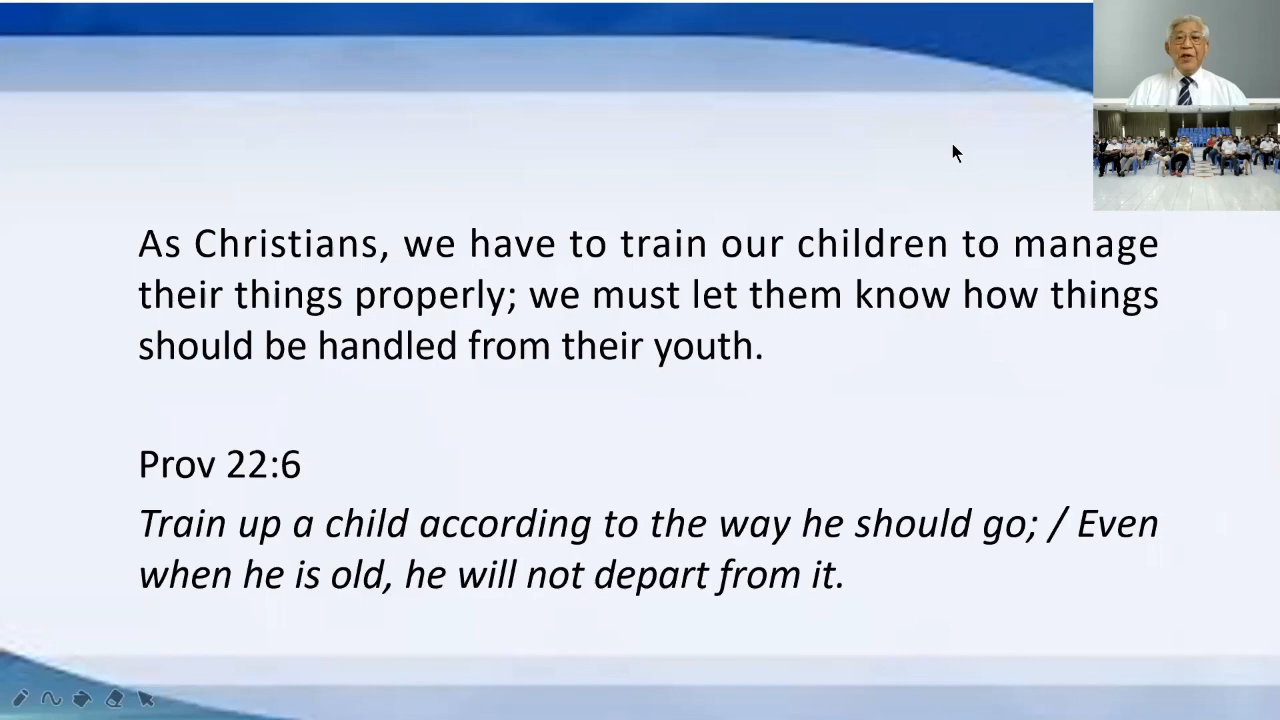 As Christians, we have to train our children to manage
their things properly; we must let them know how things
should be handled from their youth.
Prov 22:6
Train up a child according to the way he should go; / Even
when he is old, he will not depart from it.